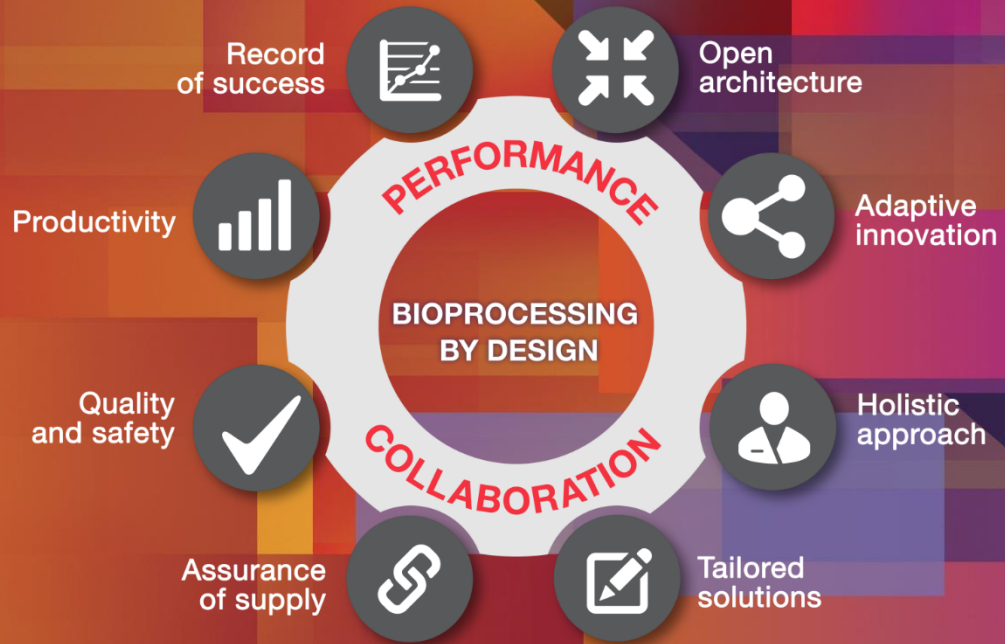 Record
of success
Open
architecture
PERFORMANCE
Productivity
Adaptive
innovation
BIOPROCESSING
BY DESIGN
Quality
and safety
Holistic
approach
COLLABORATION
Assurance
of supply
Tailored
solutions